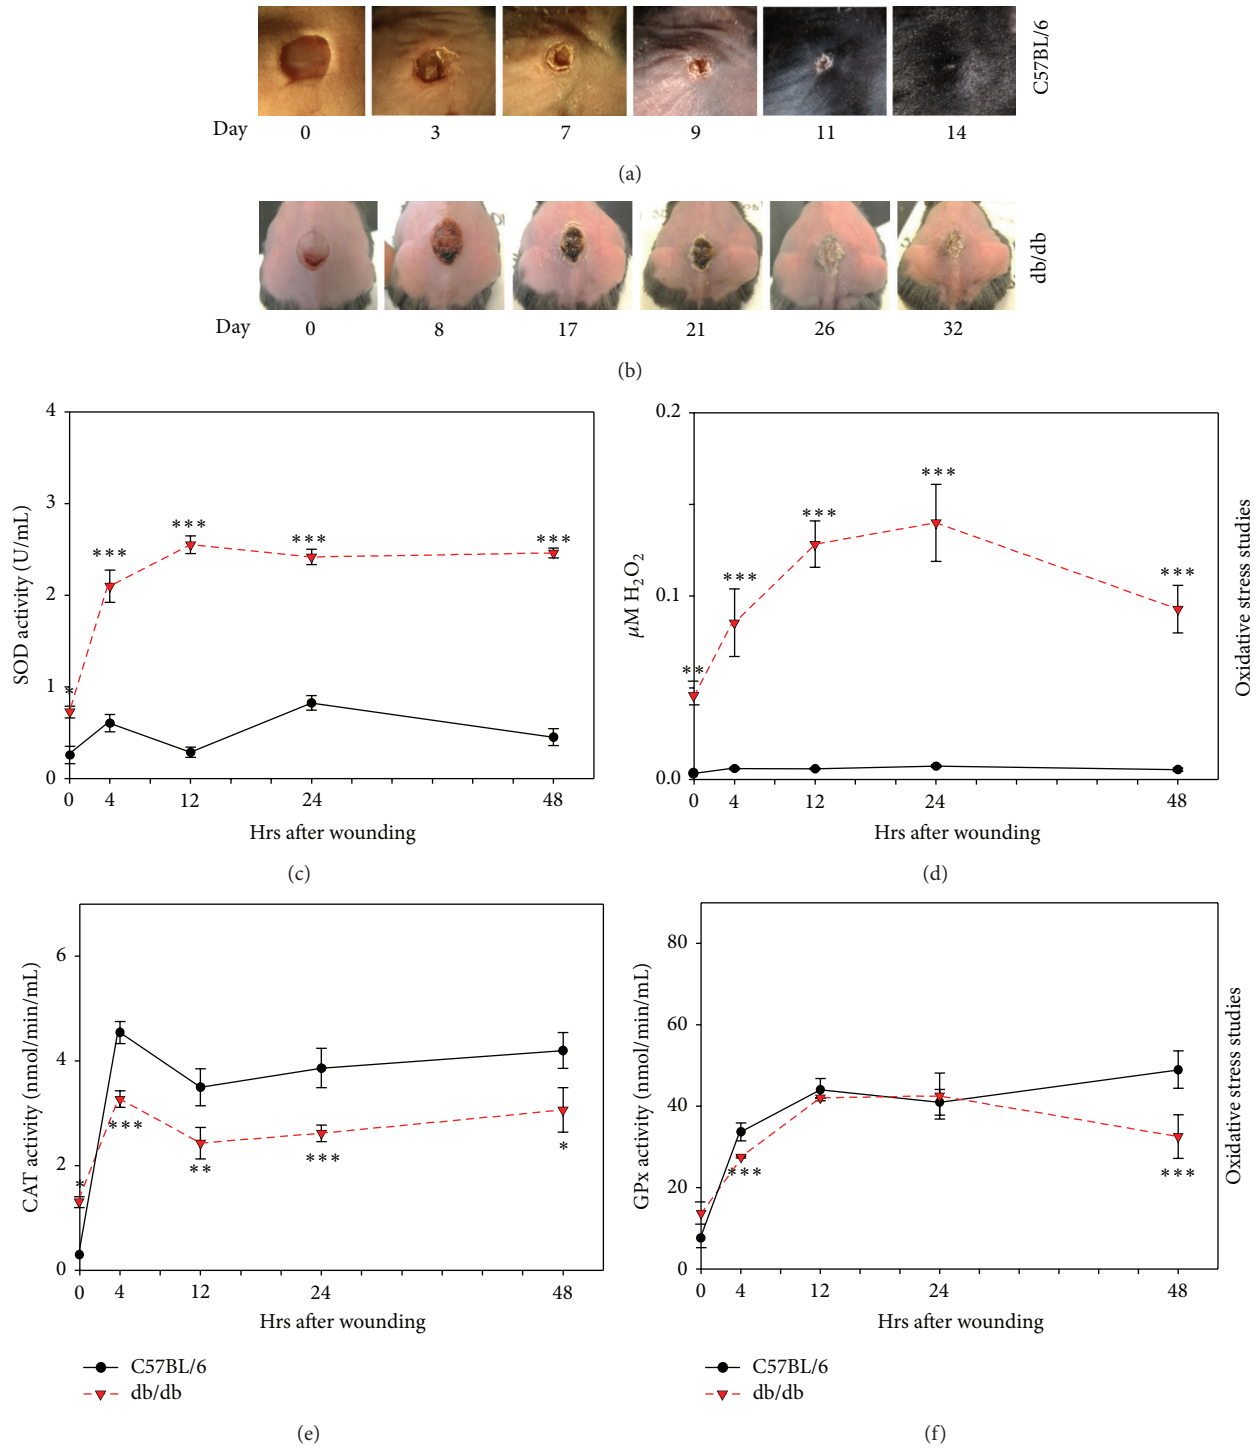 C57BL/6
Day 0 3 7 9 11 14
(a)
db/db
Day 0 8 17 21 26 32
(b)
SOD activity (U/mL)
4
3
2
1
0
*
***
***
***
***
0 4 12 24 48
Hrs after wounding
(c)
µM H₂O₂
0.2
0.1
0.0
**
***
***
***
***
0 4 12 24 48
Hrs after wounding
(d)
Oxidative stress studies
CAT activity (nmol/min/mL)
6
4
2
0
*
***
**
***
*
0 4 12 24 48
Hrs after wounding
C57BL/6
db/db
(e)
GPx activity (nmol/min/mL)
80
60
40
20
0
***
***
0 4 12 24 48
Hrs after wounding
C57BL/6
db/db
(f)
Oxidative stress studies